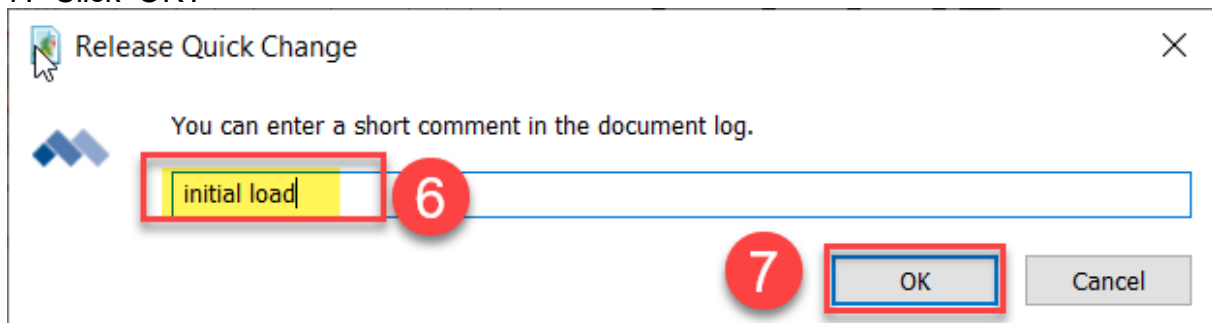 Release Quick Change
You can enter a short comment in the document log.
initial load
6
7
OK
Cancel